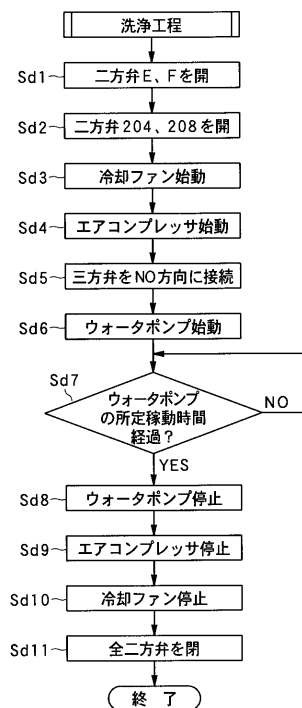 洗浄工程
Sd1 二方弁E、Fを開
Sd2 二方弁204、208を開
Sd3 冷却ファン始動
Sd4 エアコンプレッサ始動
Sd5 三方弁をNO方向に接続
Sd6 ウォータポンプ始動
Sd7
ウォータポンプ
の所定稼動時間
経過？
NO
YES
Sd8 ウォータポンプ停止
Sd9 エアコンプレッサ停止
Sd10 冷却ファン停止
Sd11 全二方弁を閉
終 了